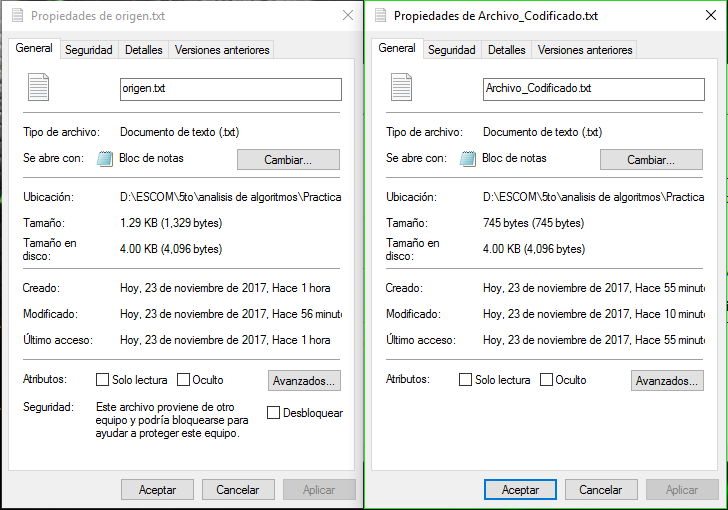 Propiedades de origen.txt
General Seguridad Detalles Versiones anteriores
origen.txt
Tipo de archivo: Documento de texto (.txt)
Se abre con: Bloc de notas Cambiar...
Ubicación: D:\ESCOM\5to\analisis de algoritmos\Practica
Tamaño: 1.29 KB (1,329 bytes)
Tamaño en
disco: 4.00 KB (4,096 bytes)
Creado: Hoy, 23 de noviembre de 2017, Hace 1 hora
Modificado: Hoy, 23 de noviembre de 2017, Hace 56 minut
Último acceso: Hoy, 23 de noviembre de 2017, Hace 1 hora
Atributos: Solo lectura Oculto Avanzados...
Seguridad: Este archivo proviene de otro
equipo y podría bloquearse para
ayudar a proteger este equipo.
Desbloquear
Aceptar Cancelar Aplicar
Propiedades de Archivo_Codificado.txt
General Seguridad Detalles Versiones anteriores
Archivo_Codificado.txt
Tipo de archivo: Documento de texto (.txt)
Se abre con: Bloc de notas Cambiar...
Ubicación: D:\ESCOM\5to\analisis de algoritmos\Practica
Tamaño: 745 bytes (745 bytes)
Tamaño en
disco: 4.00 KB (4,096 bytes)
Creado: Hoy, 23 de noviembre de 2017, Hace 55 minut
Modificado: Hoy, 23 de noviembre de 2017, Hace 10 minut
Último acceso: Hoy, 23 de noviembre de 2017, Hace 55 minut
Atributos: Solo lectura Oculto Avanzados...
Aceptar Cancelar Aplicar